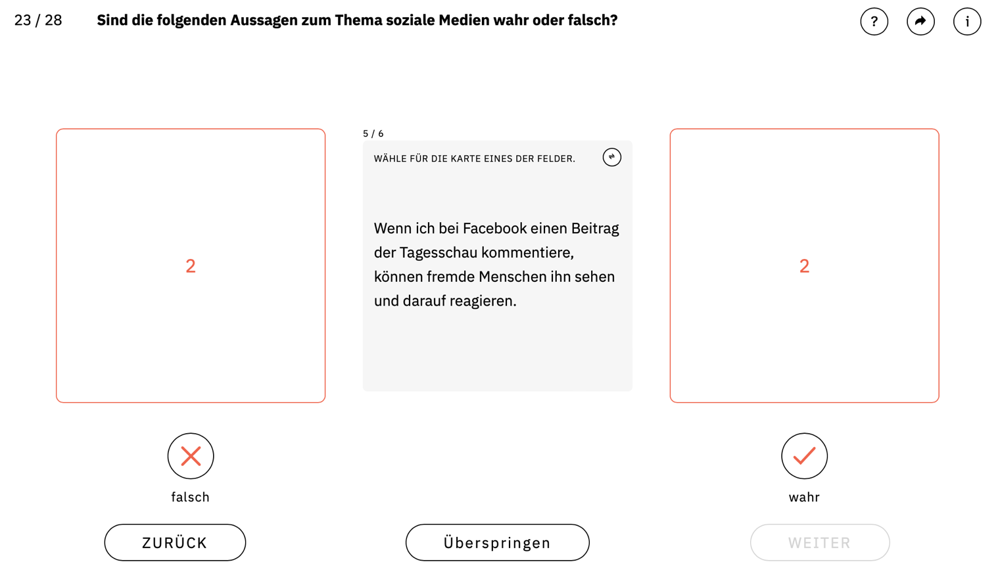 23 / 28
Sind die folgenden Aussagen zum Thema soziale Medien wahr oder falsch?
?
i
5 / 6
WÄHLE FÜR DIE KARTE EINES DER FELDER.
Wenn ich bei Facebook einen Beitrag
der Tagesschau kommentiere,
können fremde Menschen ihn sehen
und darauf reagieren.
2
2
falsch
wahr
ZURÜCK
Überspringen
WEITER